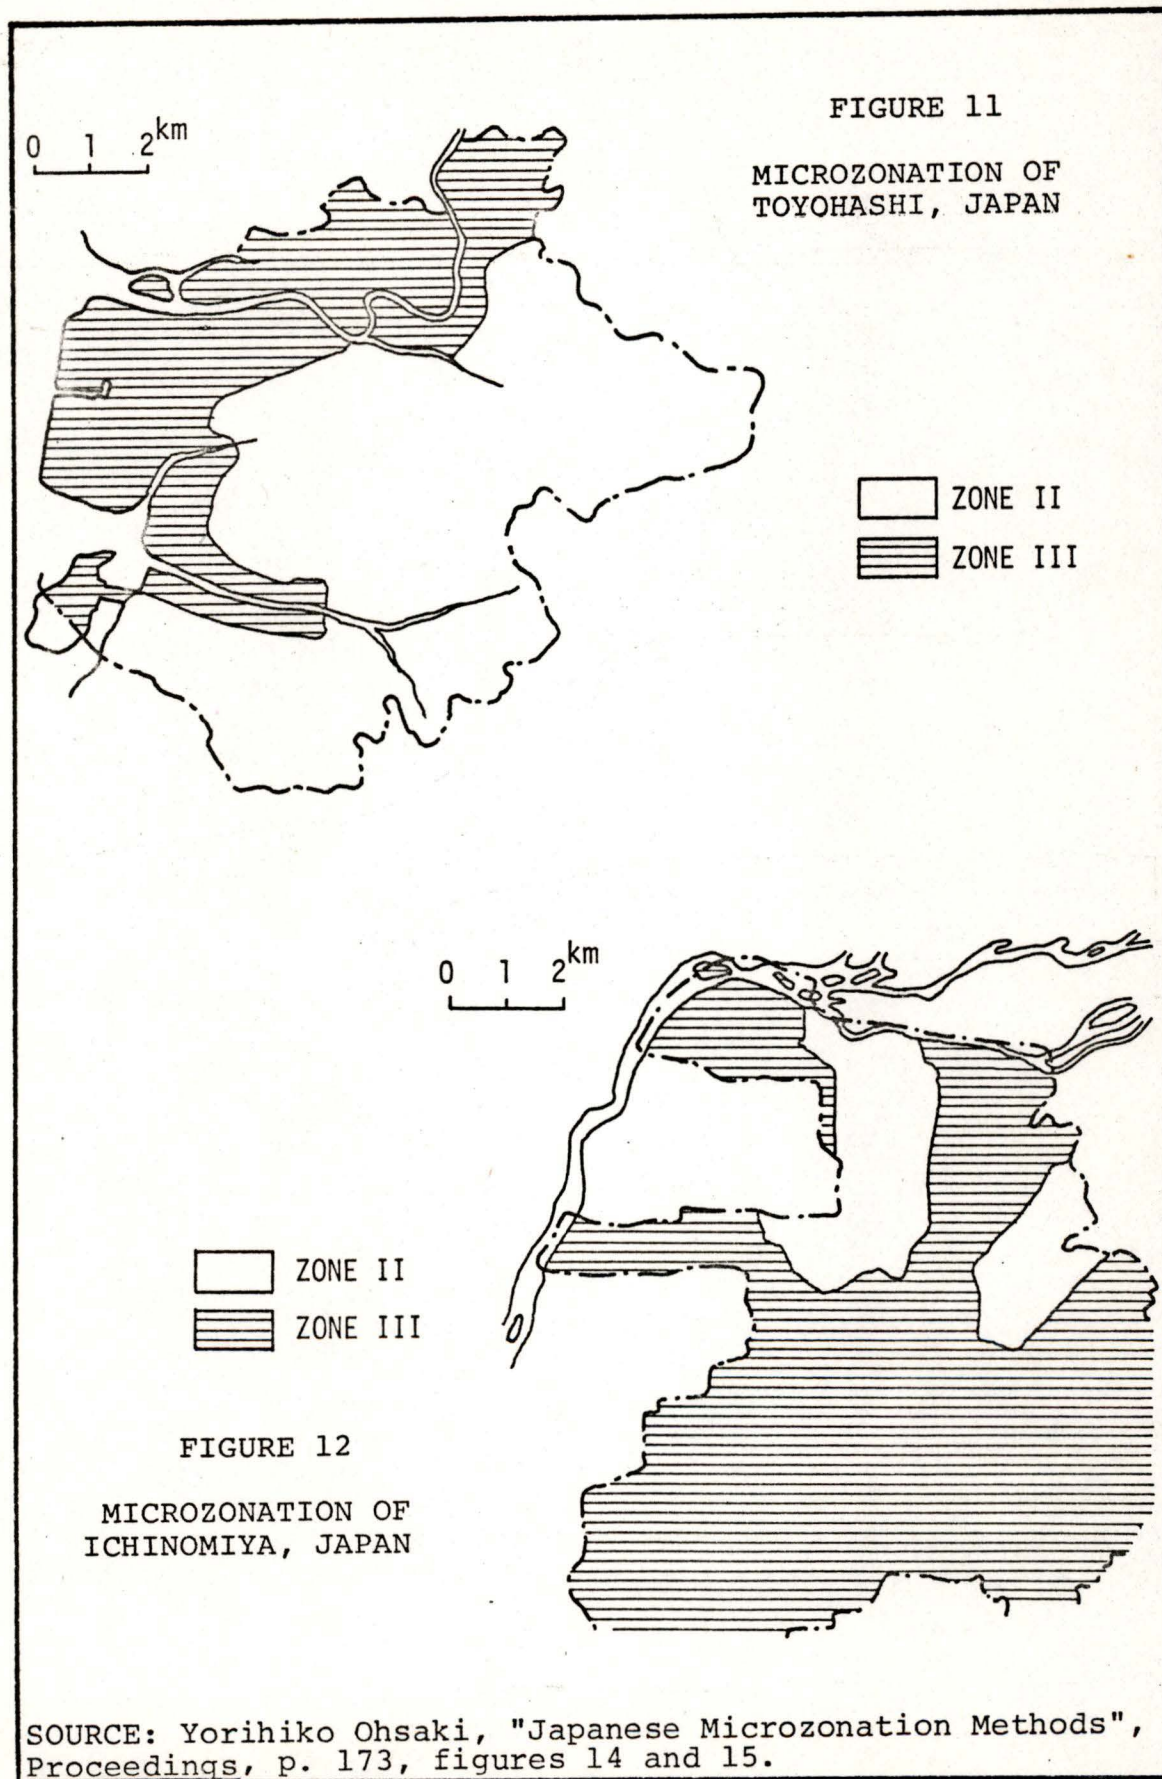 FIGURE 11
MICROZONATION OF
TOYOHASHI, JAPAN
0 1 2km
ZONE II
ZONE III
0 1 2km
ZONE II
ZONE III
FIGURE 12
MICROZONATION OF
ICHINOMIYA, JAPAN
SOURCE: Yorihiko Ohsaki, "Japanese Microzonation Methods",
Proceedings, p. 173, figures 14 and 15.